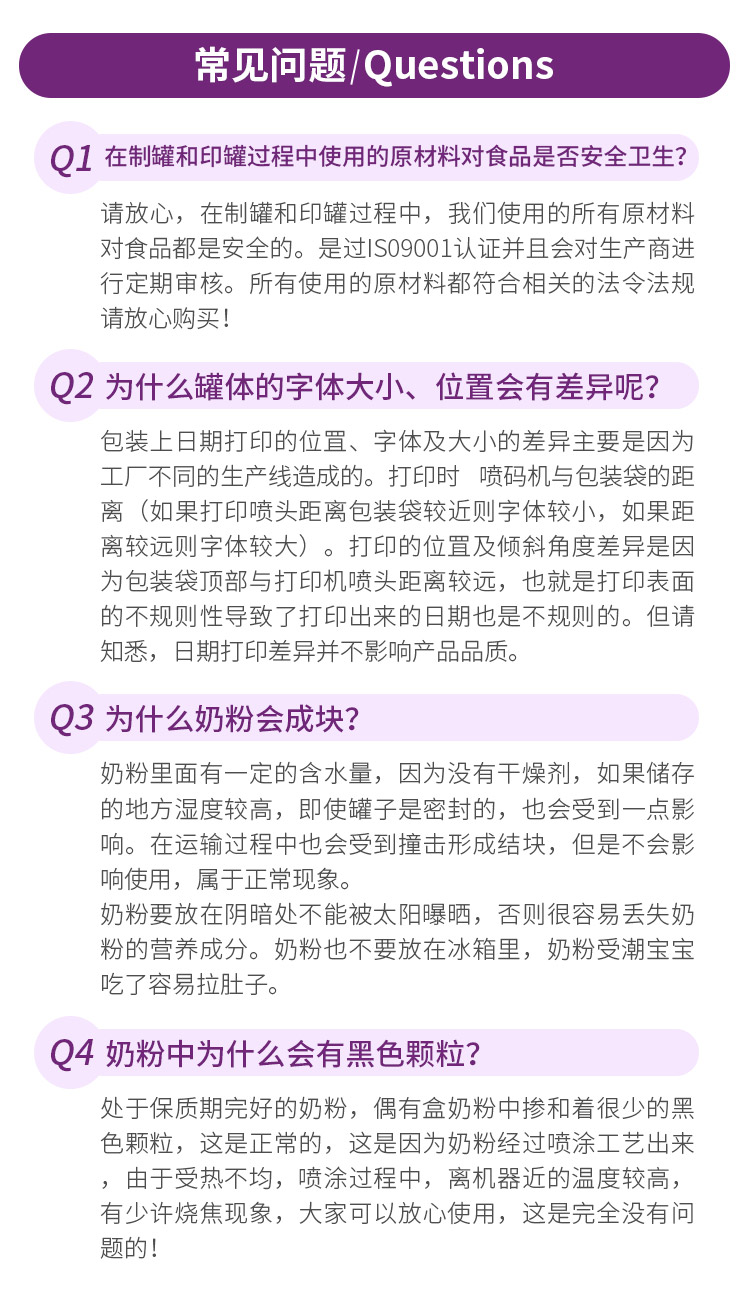 常见问题/Questions
Q1 在制罐和印罐过程中使用的原材料对食品是否安全卫生？
请放心，在制罐和印罐过程中，我们使用的所有原材料
对食品都是安全的。是过IS09001认证并且会对生产商进
行定期审核。所有使用的原材料都符合相关的法令法规
请放心购买！
Q2 为什么罐体的字体大小、位置会有差异呢？
包装上日期打印的位置、字体及大小的差异主要是因为
工厂不同的生产线造成的。打印时 喷码机与包装袋的距
离（如果打印喷头距离包装袋较近则字体较小，如果距
离较远则字体较大）。打印的位置及倾斜角度差异是因
为包装袋顶部与打印机喷头距离较远，也就是打印表面
的不规则性导致了打印出来的日期也是不规则的。但请
知悉，日期打印差异并不影响产品品质。
Q3 为什么奶粉会成块？
奶粉里面有一定的含水量，因为没有干燥剂，如果储存
的地方湿度较高，即使罐子是密封的，也会受到一点影
响。在运输过程中也会受到撞击形成结块，但是不会影
响使用，属于正常现象。
奶粉要放在阴暗处不能被太阳曝晒，否则很容易丢失奶
粉的营养成分。奶粉也不要放在冰箱里，奶粉受潮宝宝
吃了容易拉肚子。
Q4 奶粉中为什么会有黑色颗粒？
处于保质期完好的奶粉，偶有盒奶粉中掺和着很少的黑
色颗粒，这是正常的，这是因为奶粉经过喷涂工艺出来
，由于受热不均，喷涂过程中，离机器近的温度较高，
有少许烧焦现象，大家可以放心使用，这是完全没有问
题的！